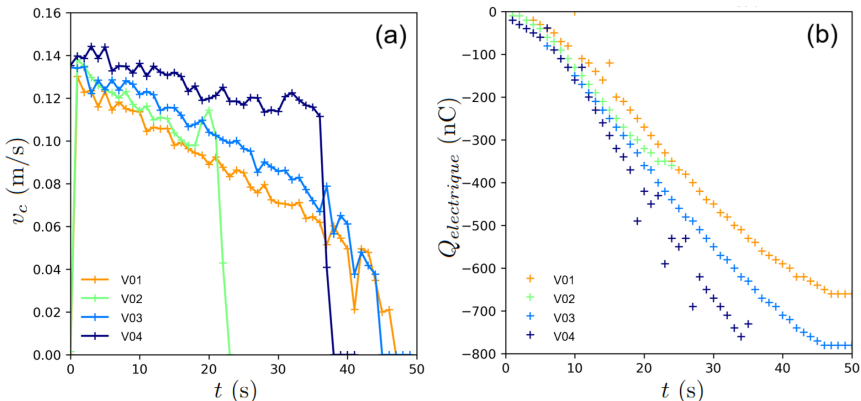 (a)
0.16
0.14
0.12
0.10
0.08
0.06
0.04
0.02
0.00
v_c (m/s)
V01
V02
V03
V04
0 10 20 30 40 50
t (s)
(b)
0
−100
−200
−300
−400
−500
−600
−700
−800
Q_electrique (nC)
V01
V02
V03
V04
0 10 20 30 40 50
t (s)